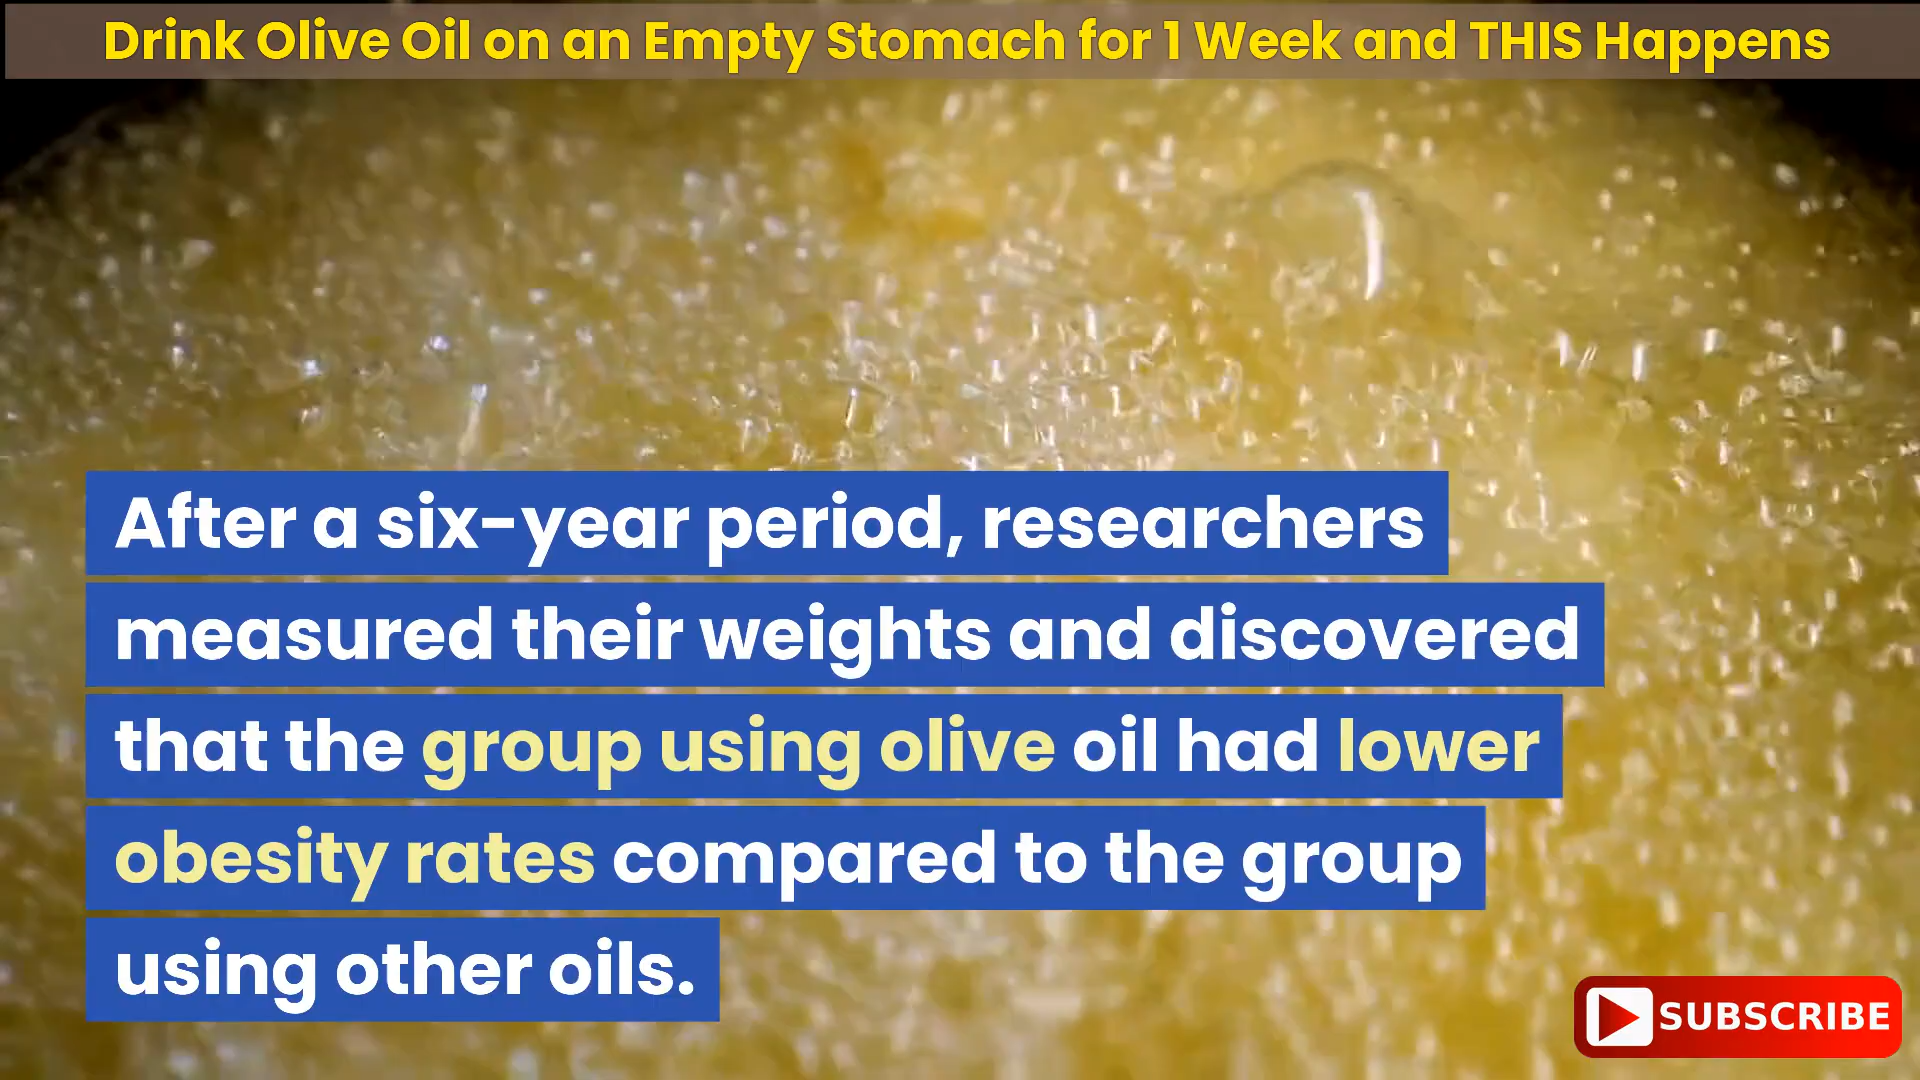 Drink Olive Oil on an Empty Stomach for 1 Week and THIS Happens
After a six-year period, researchers
measured their weights and discovered
that the group using olive oil had lower
obesity rates compared to the group
using other oils.
SUBSCRIBE